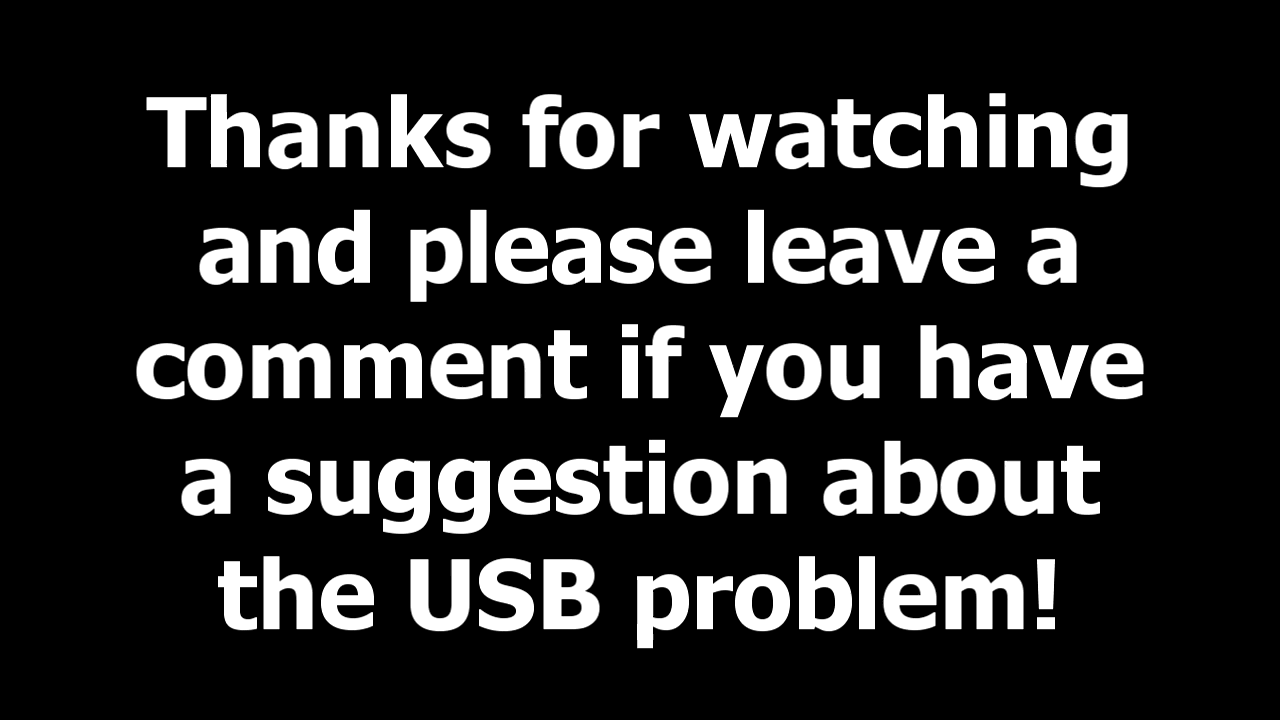 Thanks for watching
and please leave a
comment if you have
a suggestion about
the USB problem!